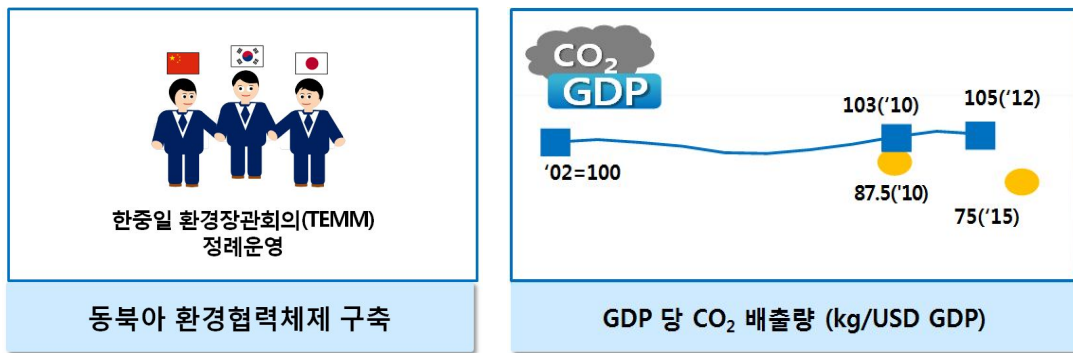 한중일 환경장관회의(TEMM)
정례운영
동북아 환경협력체제 구축
CO₂
GDP
103('10)
105('12)
'02=100
87.5('10)
75('15)
GDP 당 CO₂ 배출량 (kg/USD GDP)